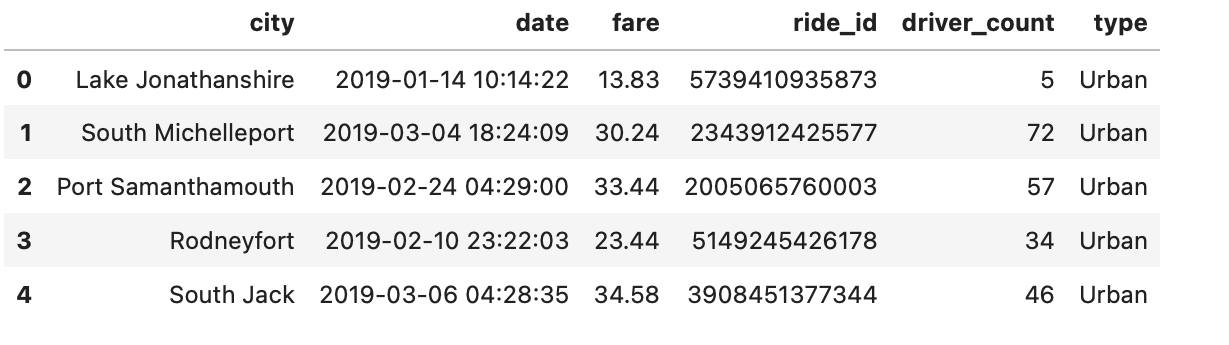 city date fare ride_id driver_count type
0 Lake Jonathanshire 2019-01-14 10:14:22 13.83 5739410935873 5 Urban
1 South Michelleport 2019-03-04 18:24:09 30.24 2343912425577 72 Urban
2 Port Samanthamouth 2019-02-24 04:29:00 33.44 2005065760003 57 Urban
3 Rodneyfort 2019-02-10 23:22:03 23.44 5149245426178 34 Urban
4 South Jack 2019-03-06 04:28:35 34.58 3908451377344 46 Urban